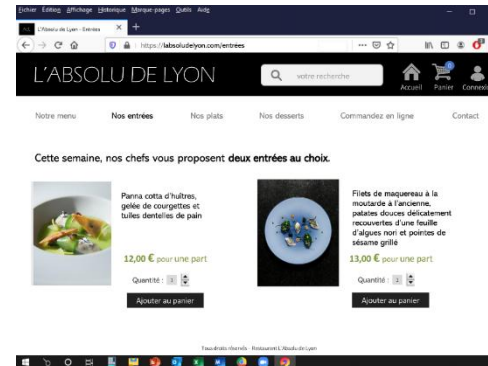 Fichier Édition Affichage Historique Marque-pages Outils Aide
L'Absolu de Lyon - Entrées
https://labsoludelyon.com/entrées
L'ABSOLU DE LYON
votre recherche
Accueil Panier Connexi
0
Notre menu Nos entrées Nos plats Nos desserts Commandez en ligne Contact
Cette semaine, nos chefs vous proposent deux entrées au choix.
Panna cotta d'huîtres,
gelée de courgettes et
tuiles dentelles de pain
12,00 € pour une part
Quantité : 1
Ajouter au panier
Filets de maquereau à la
moutarde à l'ancienne,
patates douces délicatement
recouvertes d'une feuille
d'algues nori et pointes de
sésame grillé
13,00 € pour une part
Quantité : 1
Ajouter au panier
Tous droits réservés - Restaurant L'Absolu de Lyon